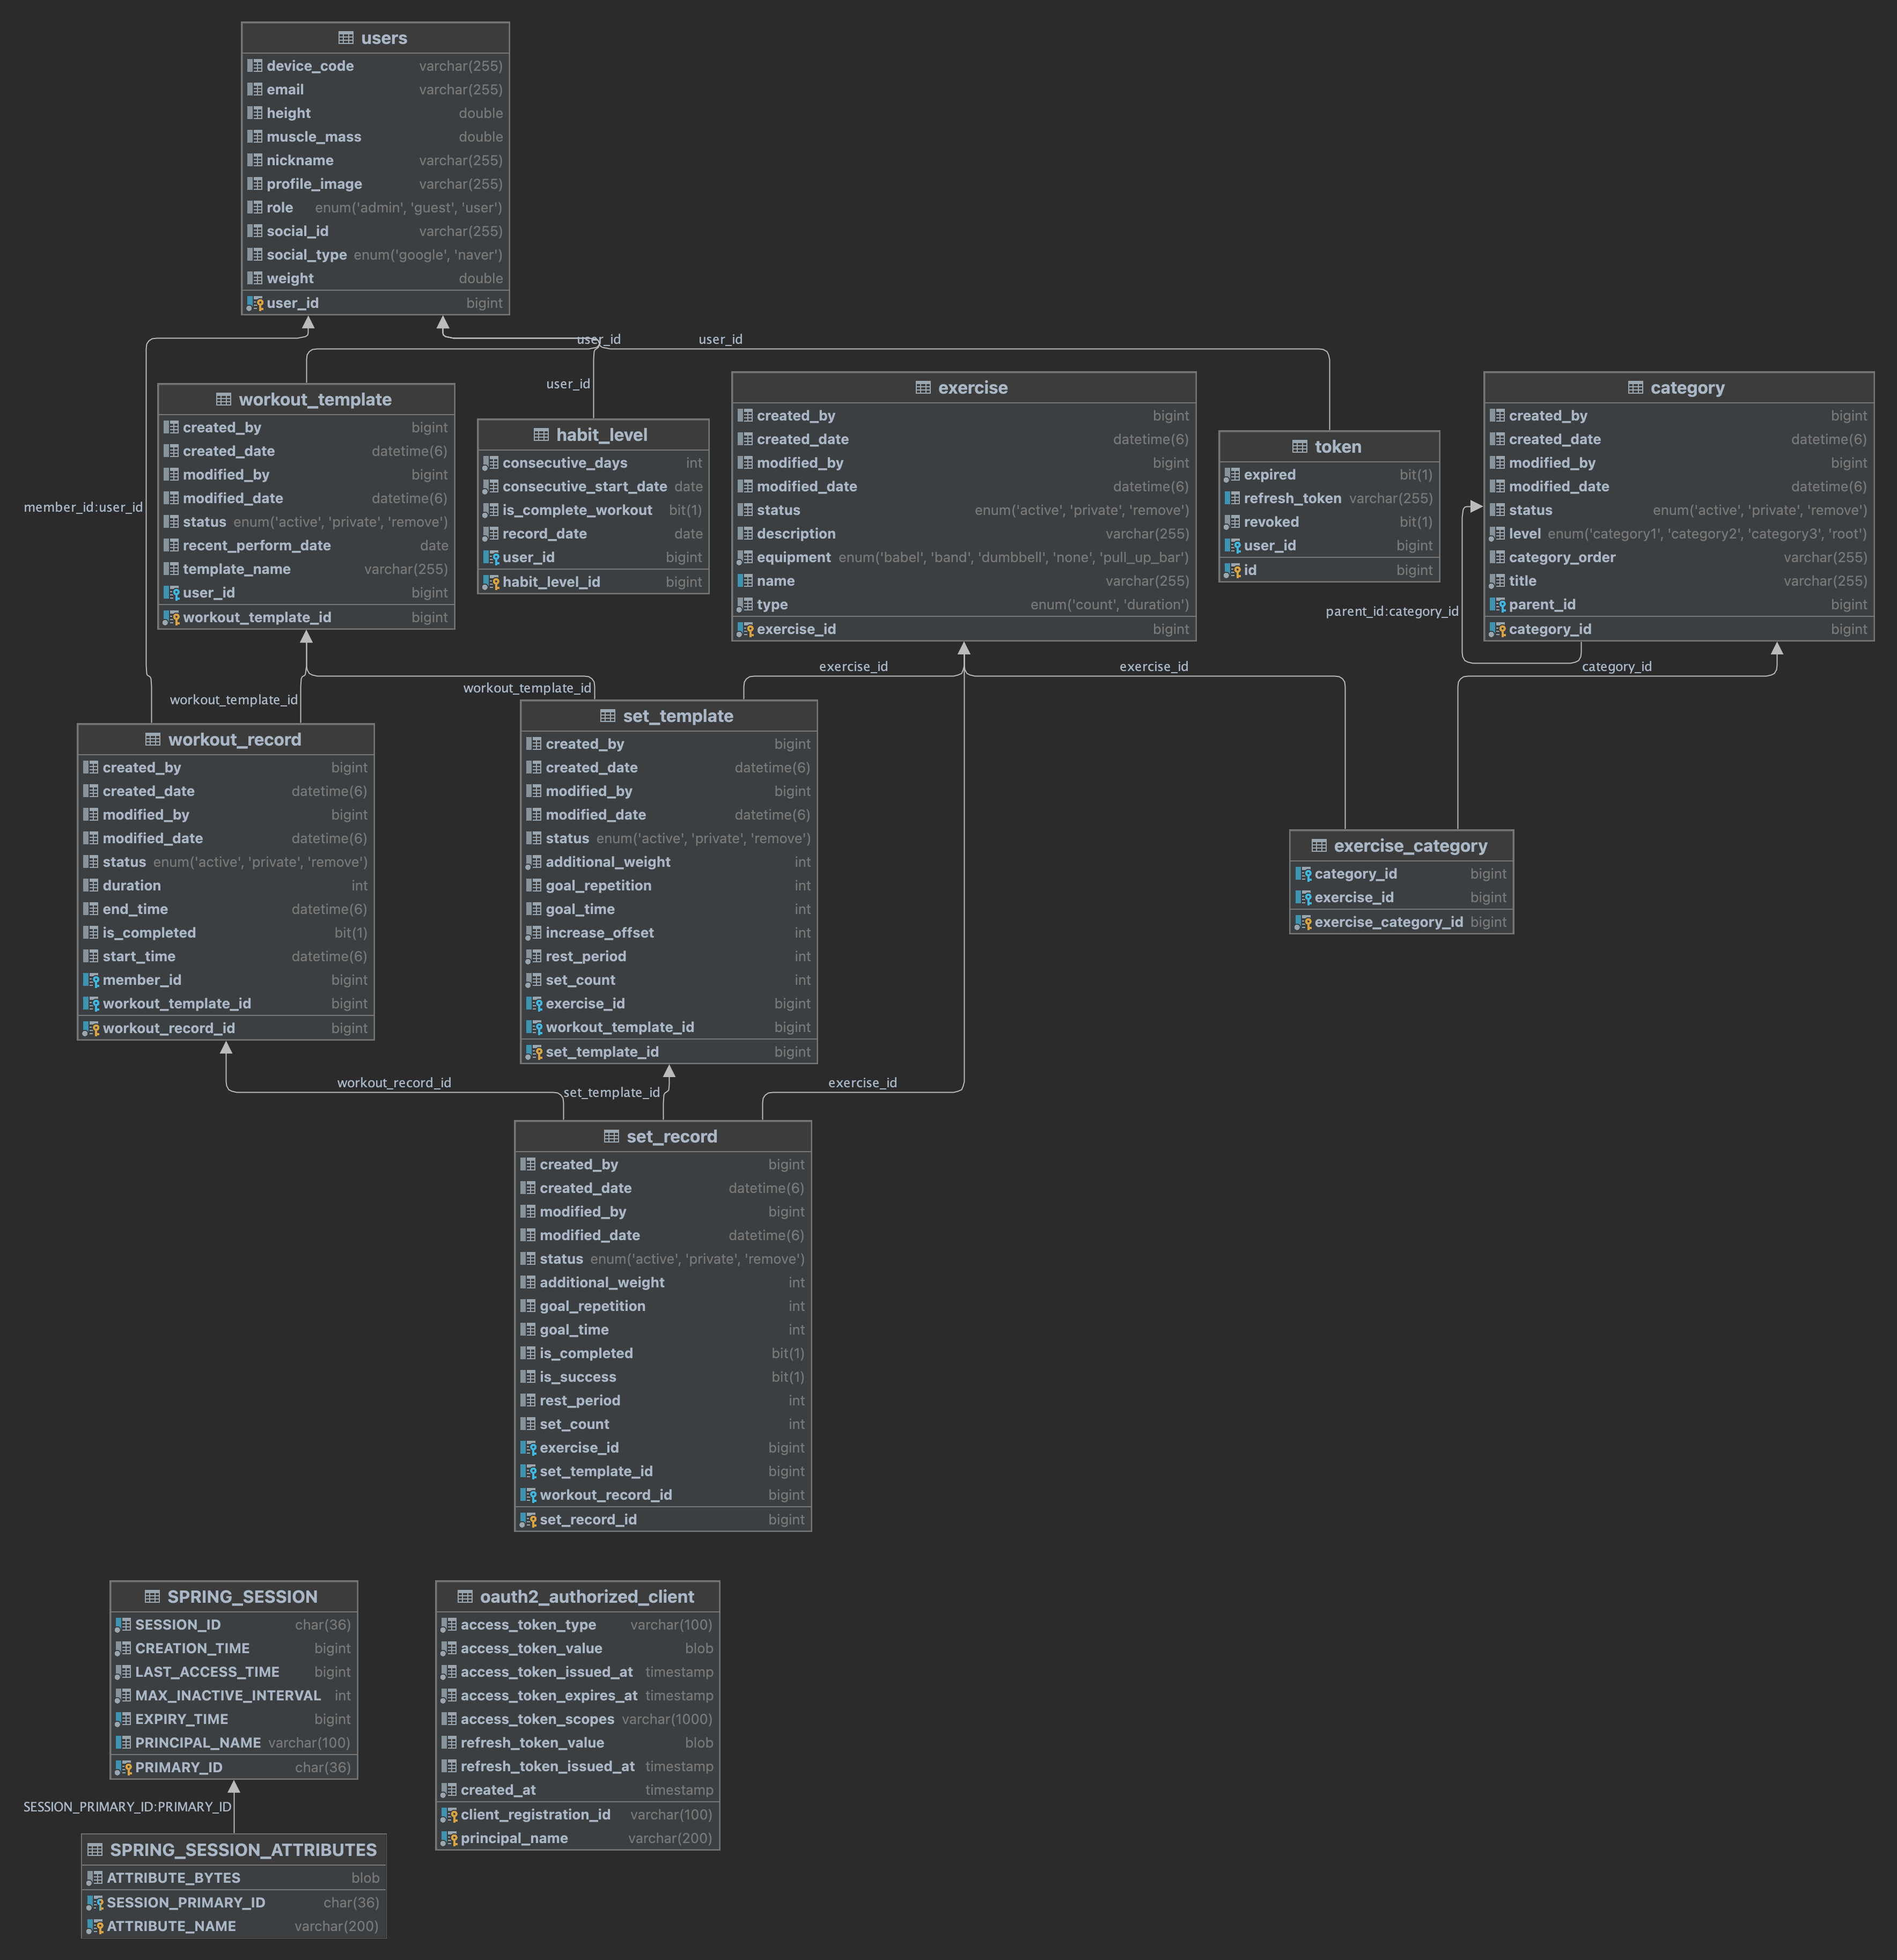 users
device_code varchar(255)
email varchar(255)
height double
muscle_mass double
nickname varchar(255)
profile_image varchar(255)
role enum('admin', 'guest', 'user')
social_id varchar(255)
social_type enum('google', 'naver')
weight double
user_id bigint
user_id
user_id
user_id
member_id:user_id
workout_template
created_by bigint
created_date datetime(6)
modified_by bigint
modified_date datetime(6)
status enum('active', 'private', 'remove')
recent_perform_date date
template_name varchar(255)
user_id bigint
workout_template_id bigint
habit_level
consecutive_days int
consecutive_start_date date
is_complete_workout bit(1)
record_date date
user_id bigint
habit_level_id bigint
exercise
created_by bigint
created_date datetime(6)
modified_by bigint
modified_date datetime(6)
status enum('active', 'private', 'remove')
description varchar(255)
equipment enum('babel', 'band', 'dumbbell', 'none', 'pull_up_bar')
name varchar(255)
type enum('count', 'duration')
exercise_id bigint
token
expired bit(1)
refresh_token varchar(255)
revoked bit(1)
user_id bigint
id bigint
category
created_by bigint
created_date datetime(6)
modified_by bigint
modified_date datetime(6)
status enum('active', 'private', 'remove')
level enum('category1', 'category2', 'category3', 'root')
category_order varchar(255)
title varchar(255)
parent_id bigint
category_id bigint
parent_id:category_id
workout_template_id
workout_template_id
exercise_id
exercise_id
category_id
workout_record
created_by bigint
created_date datetime(6)
modified_by bigint
modified_date datetime(6)
status enum('active', 'private', 'remove')
duration int
end_time datetime(6)
is_completed bit(1)
start_time datetime(6)
member_id bigint
workout_template_id bigint
workout_record_id bigint
set_template
created_by bigint
created_date datetime(6)
modified_by bigint
modified_date datetime(6)
status enum('active', 'private', 'remove')
additional_weight int
goal_repetition int
goal_time int
increase_offset int
rest_period int
set_count int
exercise_id bigint
workout_template_id bigint
set_template_id bigint
exercise_category
category_id bigint
exercise_id bigint
exercise_category_id bigint
workout_record_id
set_template_id
exercise_id
set_record
created_by bigint
created_date datetime(6)
modified_by bigint
modified_date datetime(6)
status enum('active', 'private', 'remove')
additional_weight int
goal_repetition int
goal_time int
is_completed bit(1)
is_success bit(1)
rest_period int
set_count int
exercise_id bigint
set_template_id bigint
workout_record_id bigint
set_record_id bigint
SPRING_SESSION
SESSION_ID char(36)
CREATION_TIME bigint
LAST_ACCESS_TIME bigint
MAX_INACTIVE_INTERVAL int
EXPIRY_TIME bigint
PRINCIPAL_NAME varchar(100)
PRIMARY_ID char(36)
SESSION_PRIMARY_ID:PRIMARY_ID
SPRING_SESSION_ATTRIBUTES
ATTRIBUTE_BYTES blob
SESSION_PRIMARY_ID char(36)
ATTRIBUTE_NAME varchar(200)
oauth2_authorized_client
access_token_type varchar(100)
access_token_value blob
access_token_issued_at timestamp
access_token_expires_at timestamp
access_token_scopes varchar(1000)
refresh_token_value blob
refresh_token_issued_at timestamp
created_at timestamp
client_registration_id varchar(100)
principal_name varchar(200)